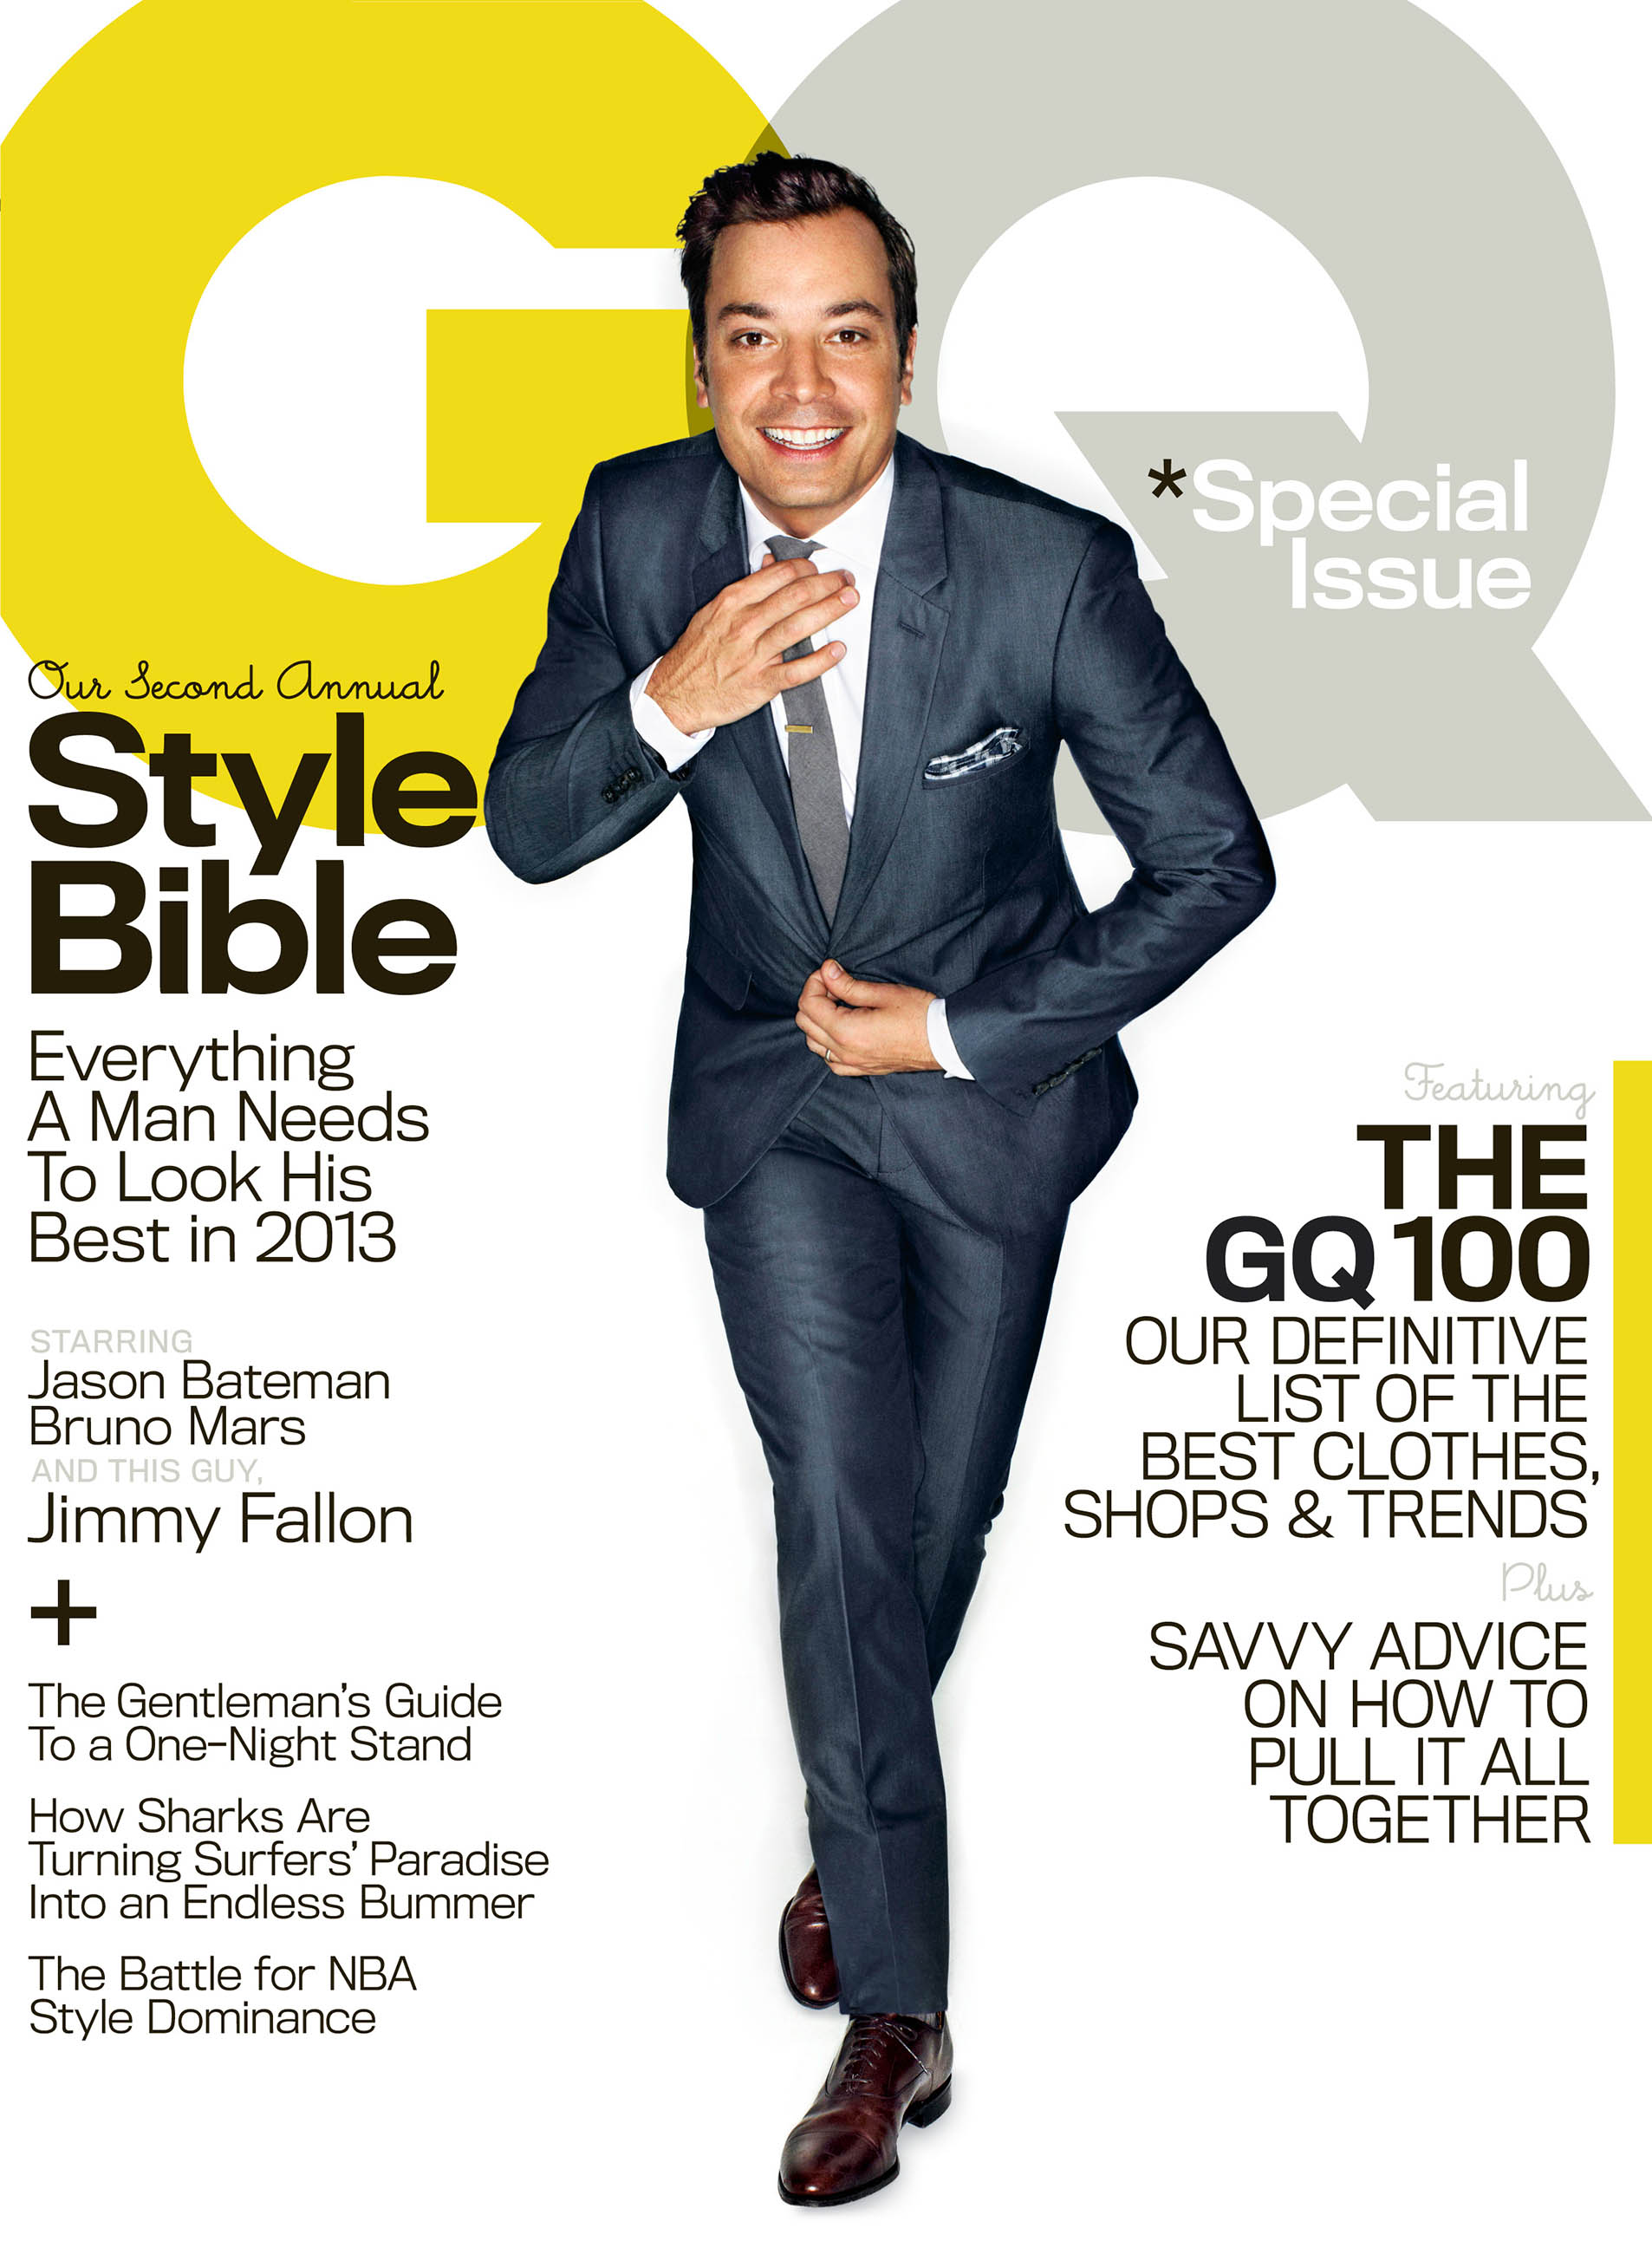 GQ
*Special
Issue
Our Second Annual
Style
Bible
Everything
A Man Needs
To Look His
Best in 2013
STARRING
Jason Bateman
Bruno Mars
AND THIS GUY,
Jimmy Fallon
+
The Gentleman's Guide
To a One-Night Stand
How Sharks Are
Turning Surfers' Paradise
Into an Endless Bummer
The Battle for NBA
Style Dominance
Featuring
THE
GQ 100
OUR DEFINITIVE
LIST OF THE
BEST CLOTHES,
SHOPS & TRENDS
Plus
SAVVY ADVICE
ON HOW TO
PULL IT ALL
TOGETHER